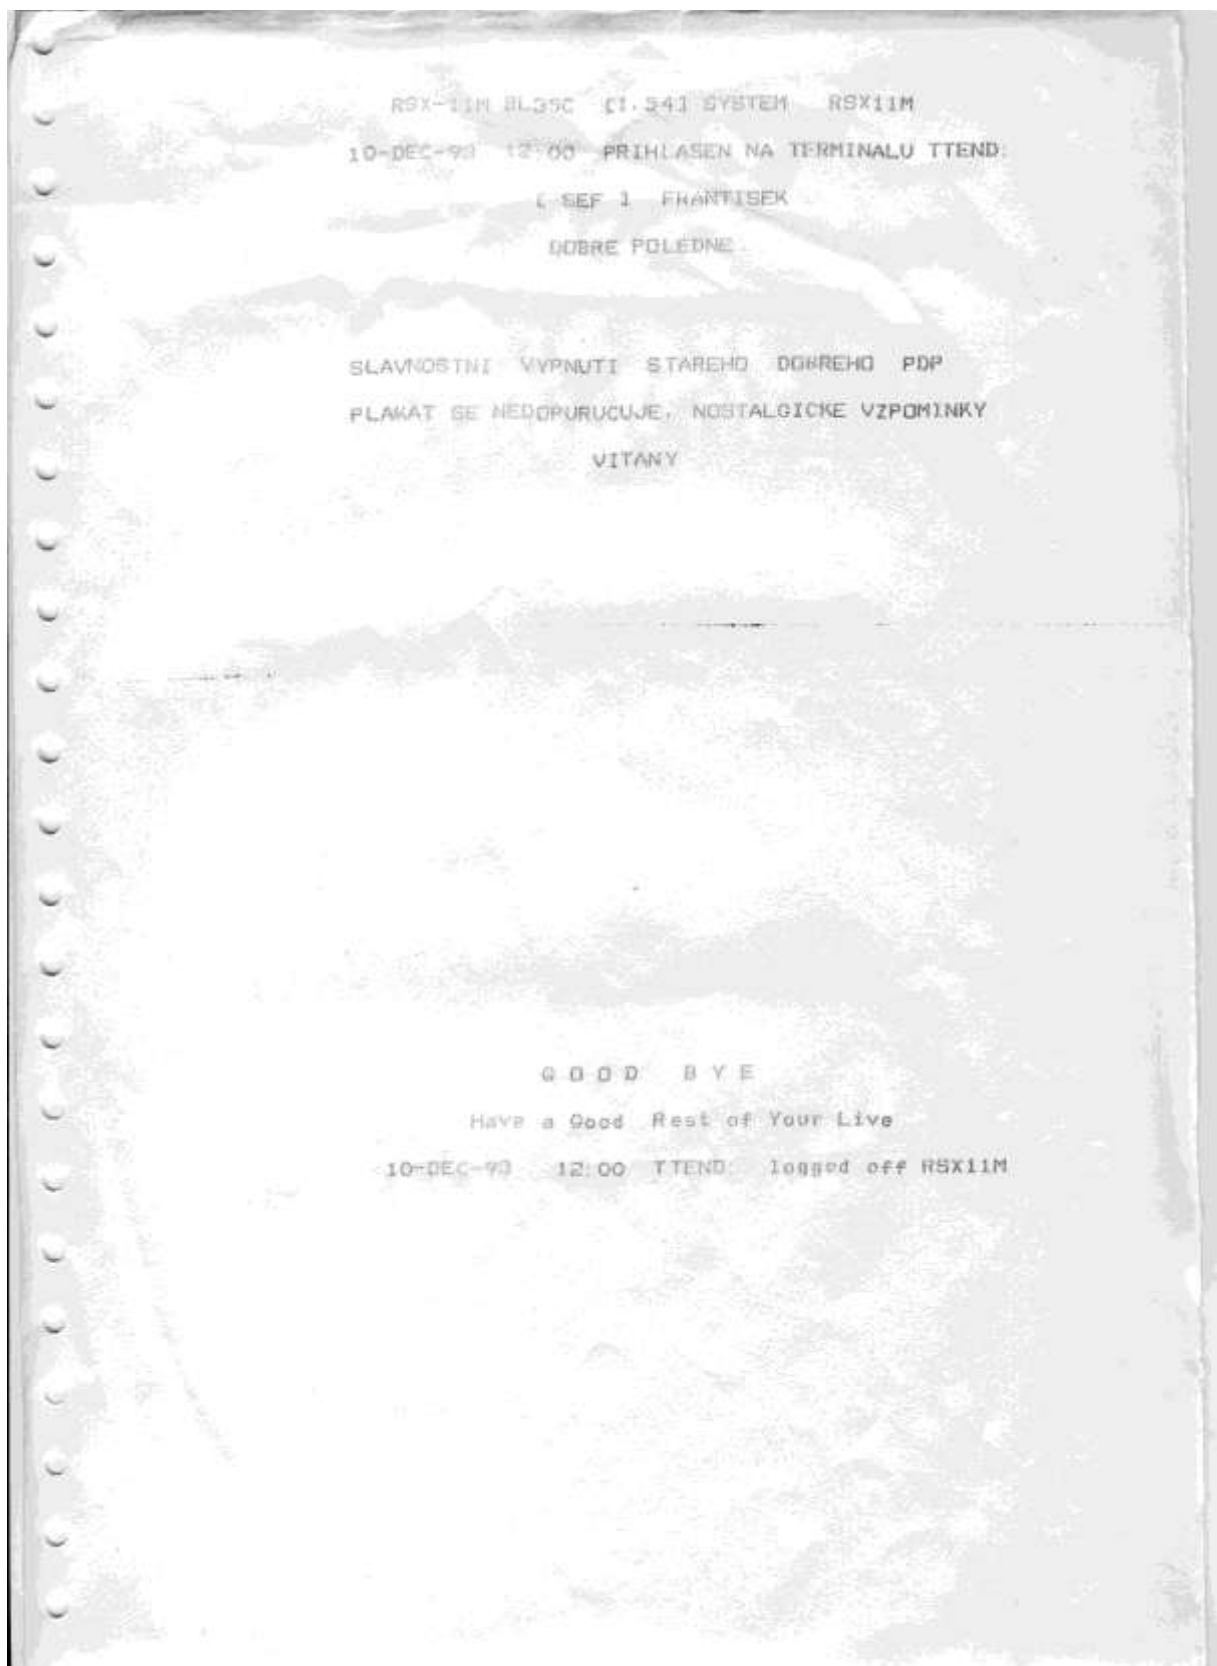 RSX-11M BL35C [1,54] SYSTEM RSX11M
10-DEC-93 12:00 PRIHLASEN NA TERMINALU TTEND:
[ SEF ] FRANTISEK
DOBRE POLEDNE.
SLAVNOSTNI VYPNUTI STAREHO DOBREHO PDP
PLAKAT SE NEDOPURUCUJE, NOSTALGICKE VZPOMINKY
VITANY
G O O D B Y E
Have a Good Rest of Your Live
10-DEC-93 12:00 TTEND: logged off RSX11M